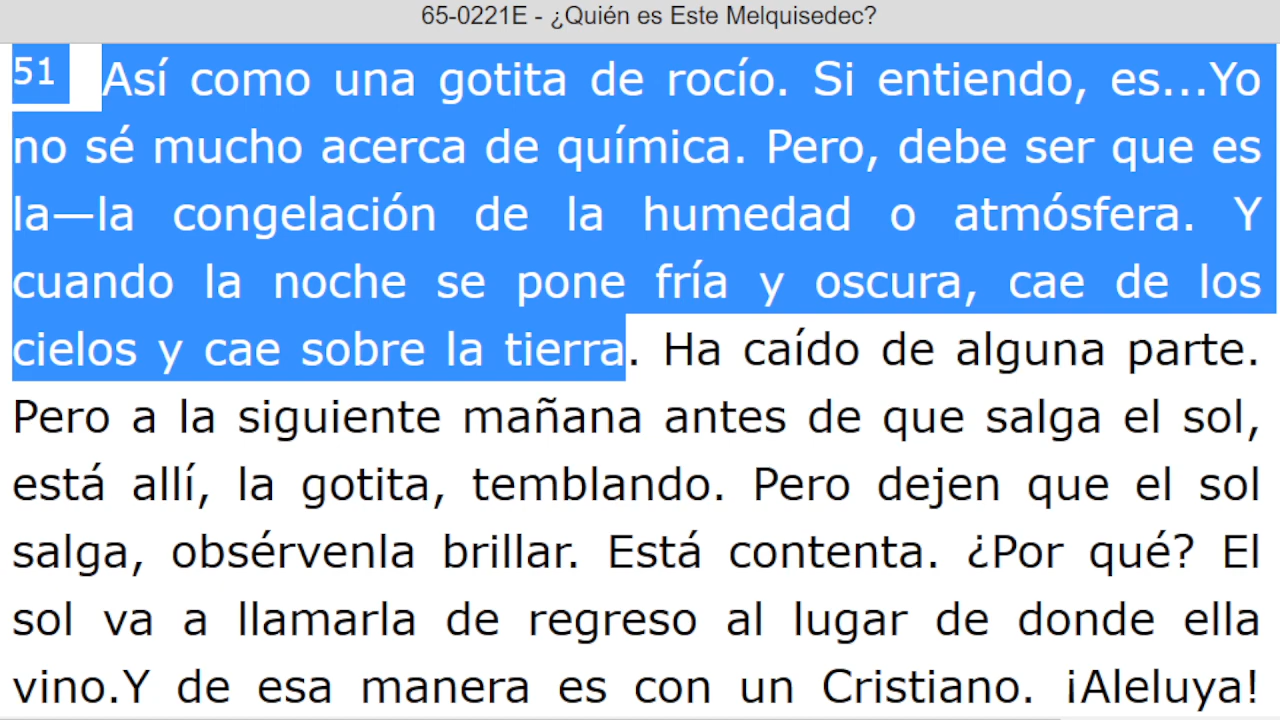 65-0221E - ¿Quién es Este Melquisedec?
51 Así como una gotita de rocío. Si entiendo, es...Yo
no sé mucho acerca de química. Pero, debe ser que es
la—la congelación de la humedad o atmósfera. Y
cuando la noche se pone fría y oscura, cae de los
cielos y cae sobre la tierra. Ha caído de alguna parte.
Pero a la siguiente mañana antes de que salga el sol,
está allí, la gotita, temblando. Pero dejen que el sol
salga, obsérvenla brillar. Está contenta. ¿Por qué? El
sol va a llamarla de regreso al lugar de donde ella
vino.Y de esa manera es con un Cristiano. ¡Aleluya!